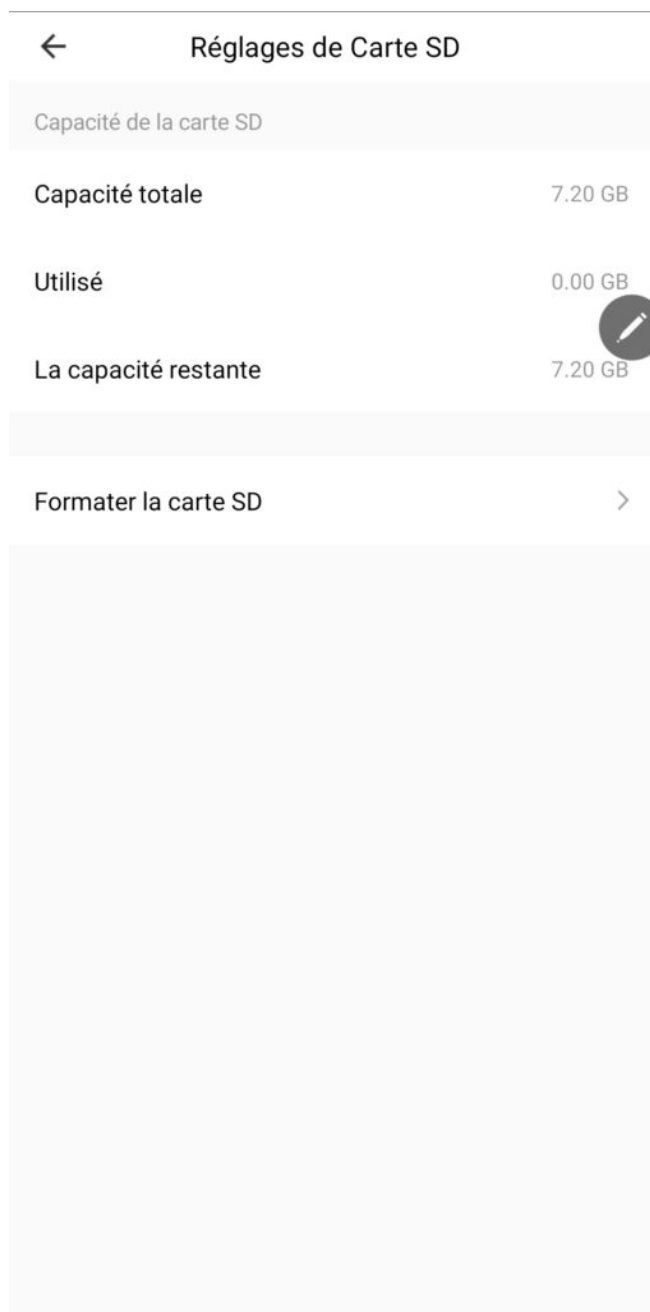 Réglages de Carte SD
Capacité de la carte SD
Capacité totale 7.20 GB
Utilisé 0.00 GB
La capacité restante 7.20 GB
Formater la carte SD